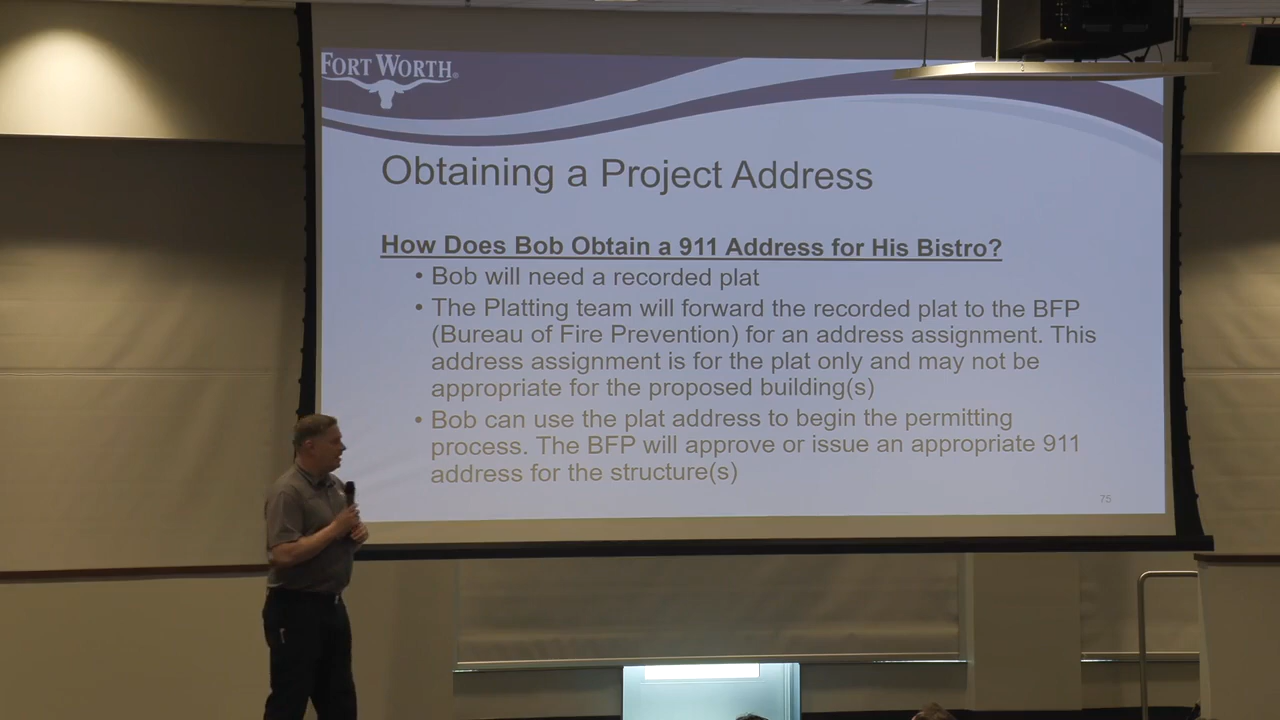 FORT WORTH®
Obtaining a Project Address
How Does Bob Obtain a 911 Address for His Bistro?
• Bob will need a recorded plat
• The Platting team will forward the recorded plat to the BFP
(Bureau of Fire Prevention) for an address assignment. This
address assignment is for the plat only and may not be
appropriate for the proposed building(s)
• Bob can use the plat address to begin the permitting
process. The BFP will approve or issue an appropriate 911
address for the structure(s)
75